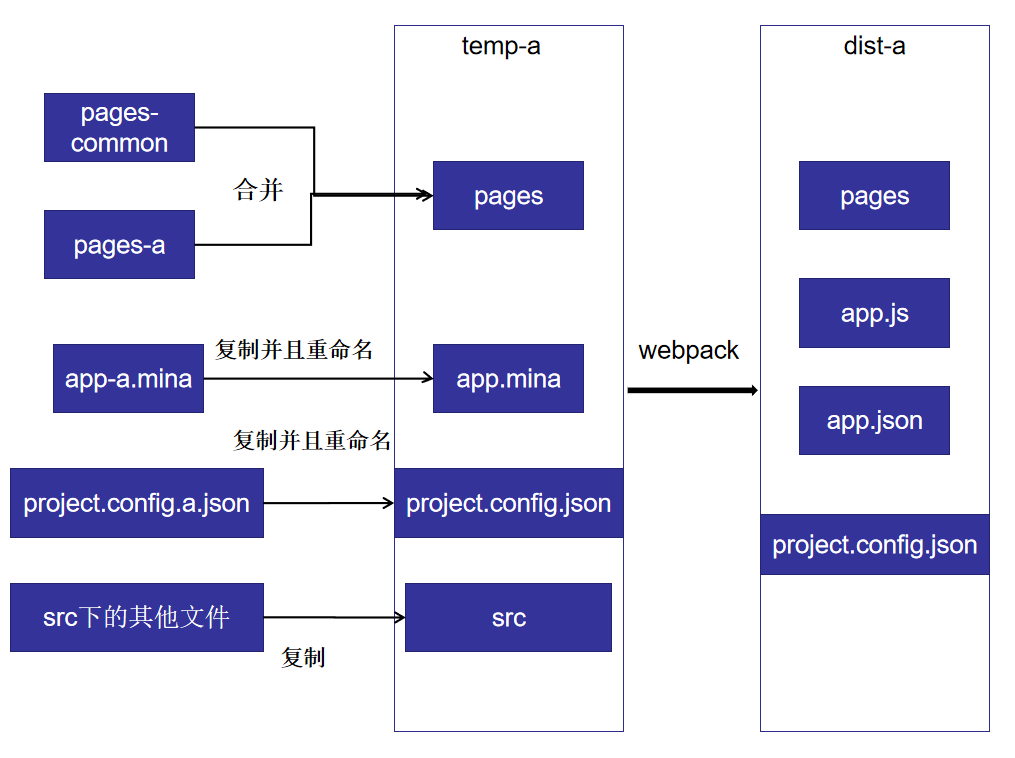 temp-a
dist-a
pages-
common
合并
pages
pages
pages-a
app.js
复制并且重命名
webpack
app-a.mina
app.mina
app.json
复制并且重命名
project.config.a.json
project.config.json
project.config.json
src下的其他文件
src
复制